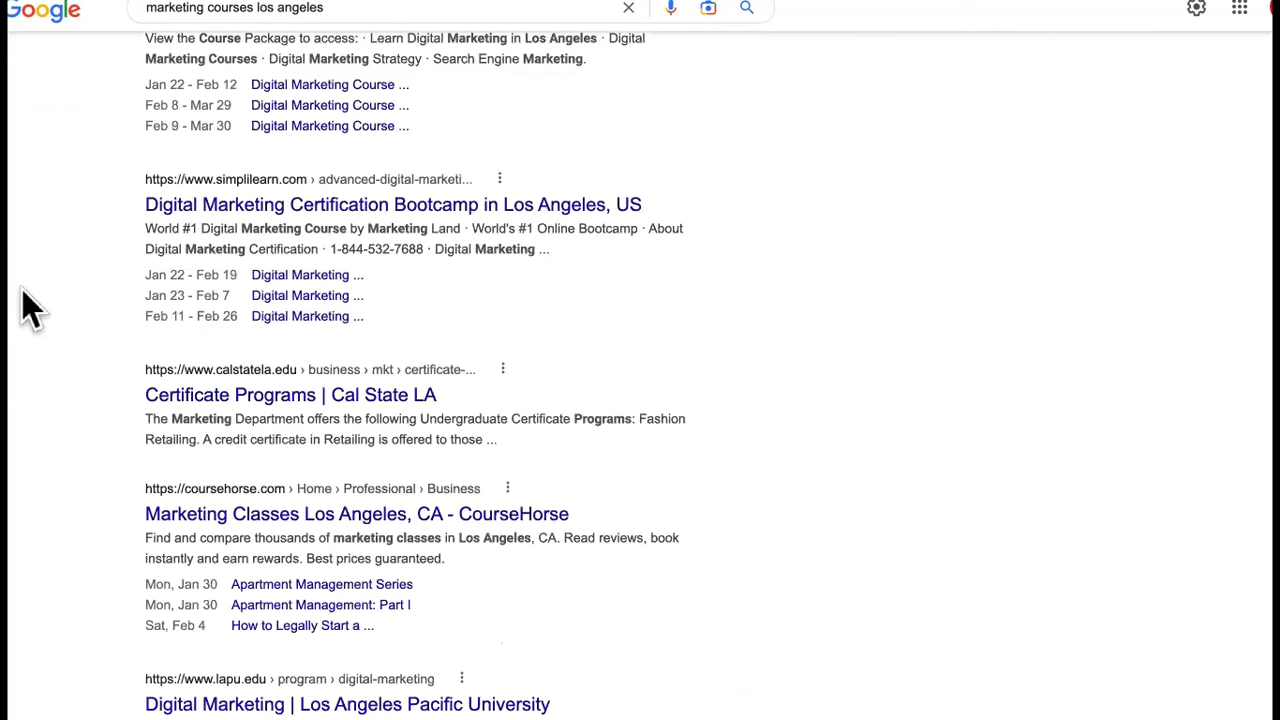 Google
marketing courses los angeles
View the Course Package to access: · Learn Digital Marketing in Los Angeles · Digital
Marketing Courses · Digital Marketing Strategy · Search Engine Marketing.
Jan 22 - Feb 12 Digital Marketing Course ...
Feb 8 - Mar 29 Digital Marketing Course ...
Feb 9 - Mar 30 Digital Marketing Course ...
https://www.simplilearn.com › advanced-digital-marketi...
Digital Marketing Certification Bootcamp in Los Angeles, US
World #1 Digital Marketing Course by Marketing Land · World's #1 Online Bootcamp · About
Digital Marketing Certification · 1-844-532-7688 · Digital Marketing ...
Jan 22 - Feb 19 Digital Marketing ...
Jan 23 - Feb 7 Digital Marketing ...
Feb 11 - Feb 26 Digital Marketing ...
https://www.calstatela.edu › business › mkt › certificate-...
Certificate Programs | Cal State LA
The Marketing Department offers the following Undergraduate Certificate Programs: Fashion
Retailing. A credit certificate in Retailing is offered to those ...
https://coursehorse.com › Home › Professional › Business
Marketing Classes Los Angeles, CA - CourseHorse
Find and compare thousands of marketing classes in Los Angeles, CA. Read reviews, book
instantly and earn rewards. Best prices guaranteed.
Mon, Jan 30 Apartment Management Series
Mon, Jan 30 Apartment Management: Part I
Sat, Feb 4 How to Legally Start a ...
https://www.lapu.edu › program › digital-marketing
Digital Marketing | Los Angeles Pacific University